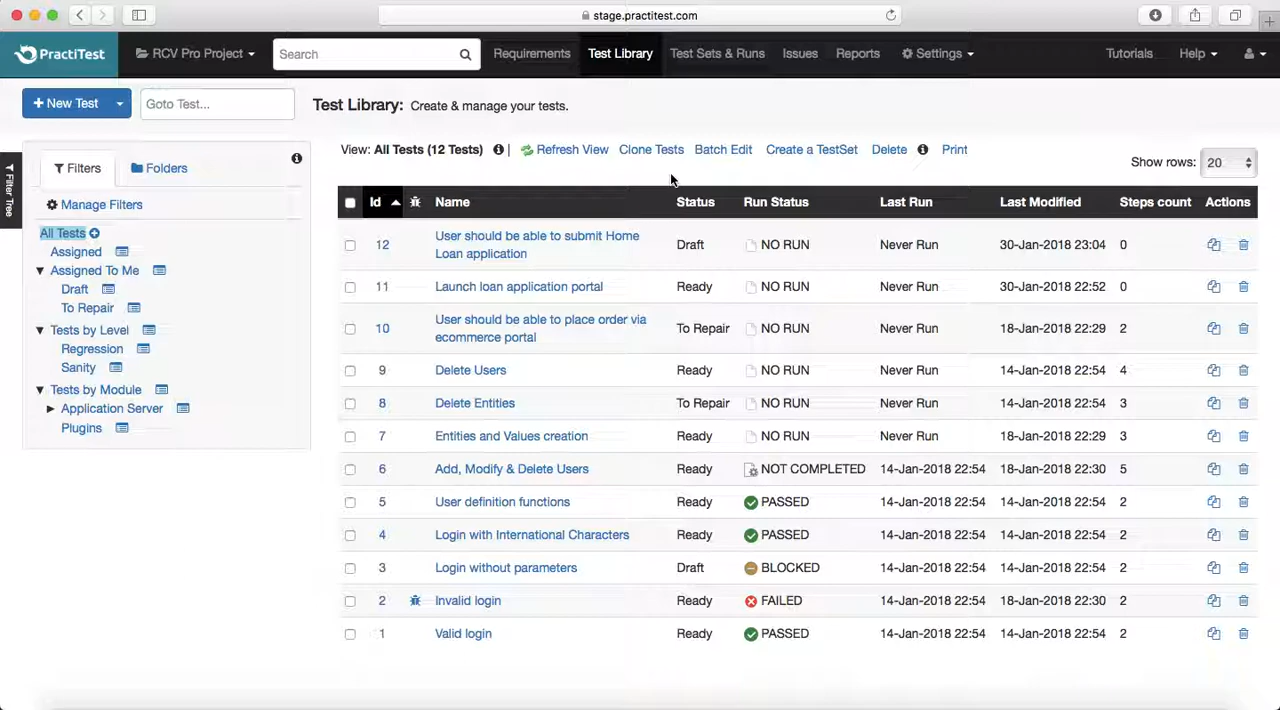 stage.practitest.com
PractiTest
RCV Pro Project
Search
Requirements
Test Library
Test Sets & Runs
Issues
Reports
Settings
Tutorials
Help
+ New Test
Goto Test...
Test Library: Create & manage your tests.
Filter Tree
Filters
Folders
Manage Filters
All Tests
Assigned
Assigned To Me
Draft
To Repair
Tests by Level
Regression
Sanity
Tests by Module
Application Server
Plugins
View: All Tests (12 Tests) | Refresh View Clone Tests Batch Edit Create a TestSet Delete Print
Show rows: 20
Id Name Status Run Status Last Run Last Modified Steps count Actions
12 User should be able to submit Home Draft NO RUN Never Run 30-Jan-2018 23:04 0
Loan application
11 Launch loan application portal Ready NO RUN Never Run 30-Jan-2018 22:52 0
10 User should be able to place order via To Repair NO RUN Never Run 18-Jan-2018 22:29 2
ecommerce portal
9 Delete Users Ready NO RUN Never Run 14-Jan-2018 22:54 4
8 Delete Entities To Repair NO RUN Never Run 14-Jan-2018 22:54 3
7 Entities and Values creation Ready NO RUN Never Run 18-Jan-2018 22:29 3
6 Add, Modify & Delete Users Ready NOT COMPLETED 14-Jan-2018 22:54 18-Jan-2018 22:30 5
5 User definition functions Ready PASSED 14-Jan-2018 22:54 14-Jan-2018 22:54 2
4 Login with International Characters Ready PASSED 14-Jan-2018 22:54 14-Jan-2018 22:54 2
3 Login without parameters Draft BLOCKED 14-Jan-2018 22:54 14-Jan-2018 22:54 2
2 Invalid login Ready FAILED 14-Jan-2018 22:54 18-Jan-2018 22:30 2
1 Valid login Ready PASSED 14-Jan-2018 22:54 14-Jan-2018 22:54 2